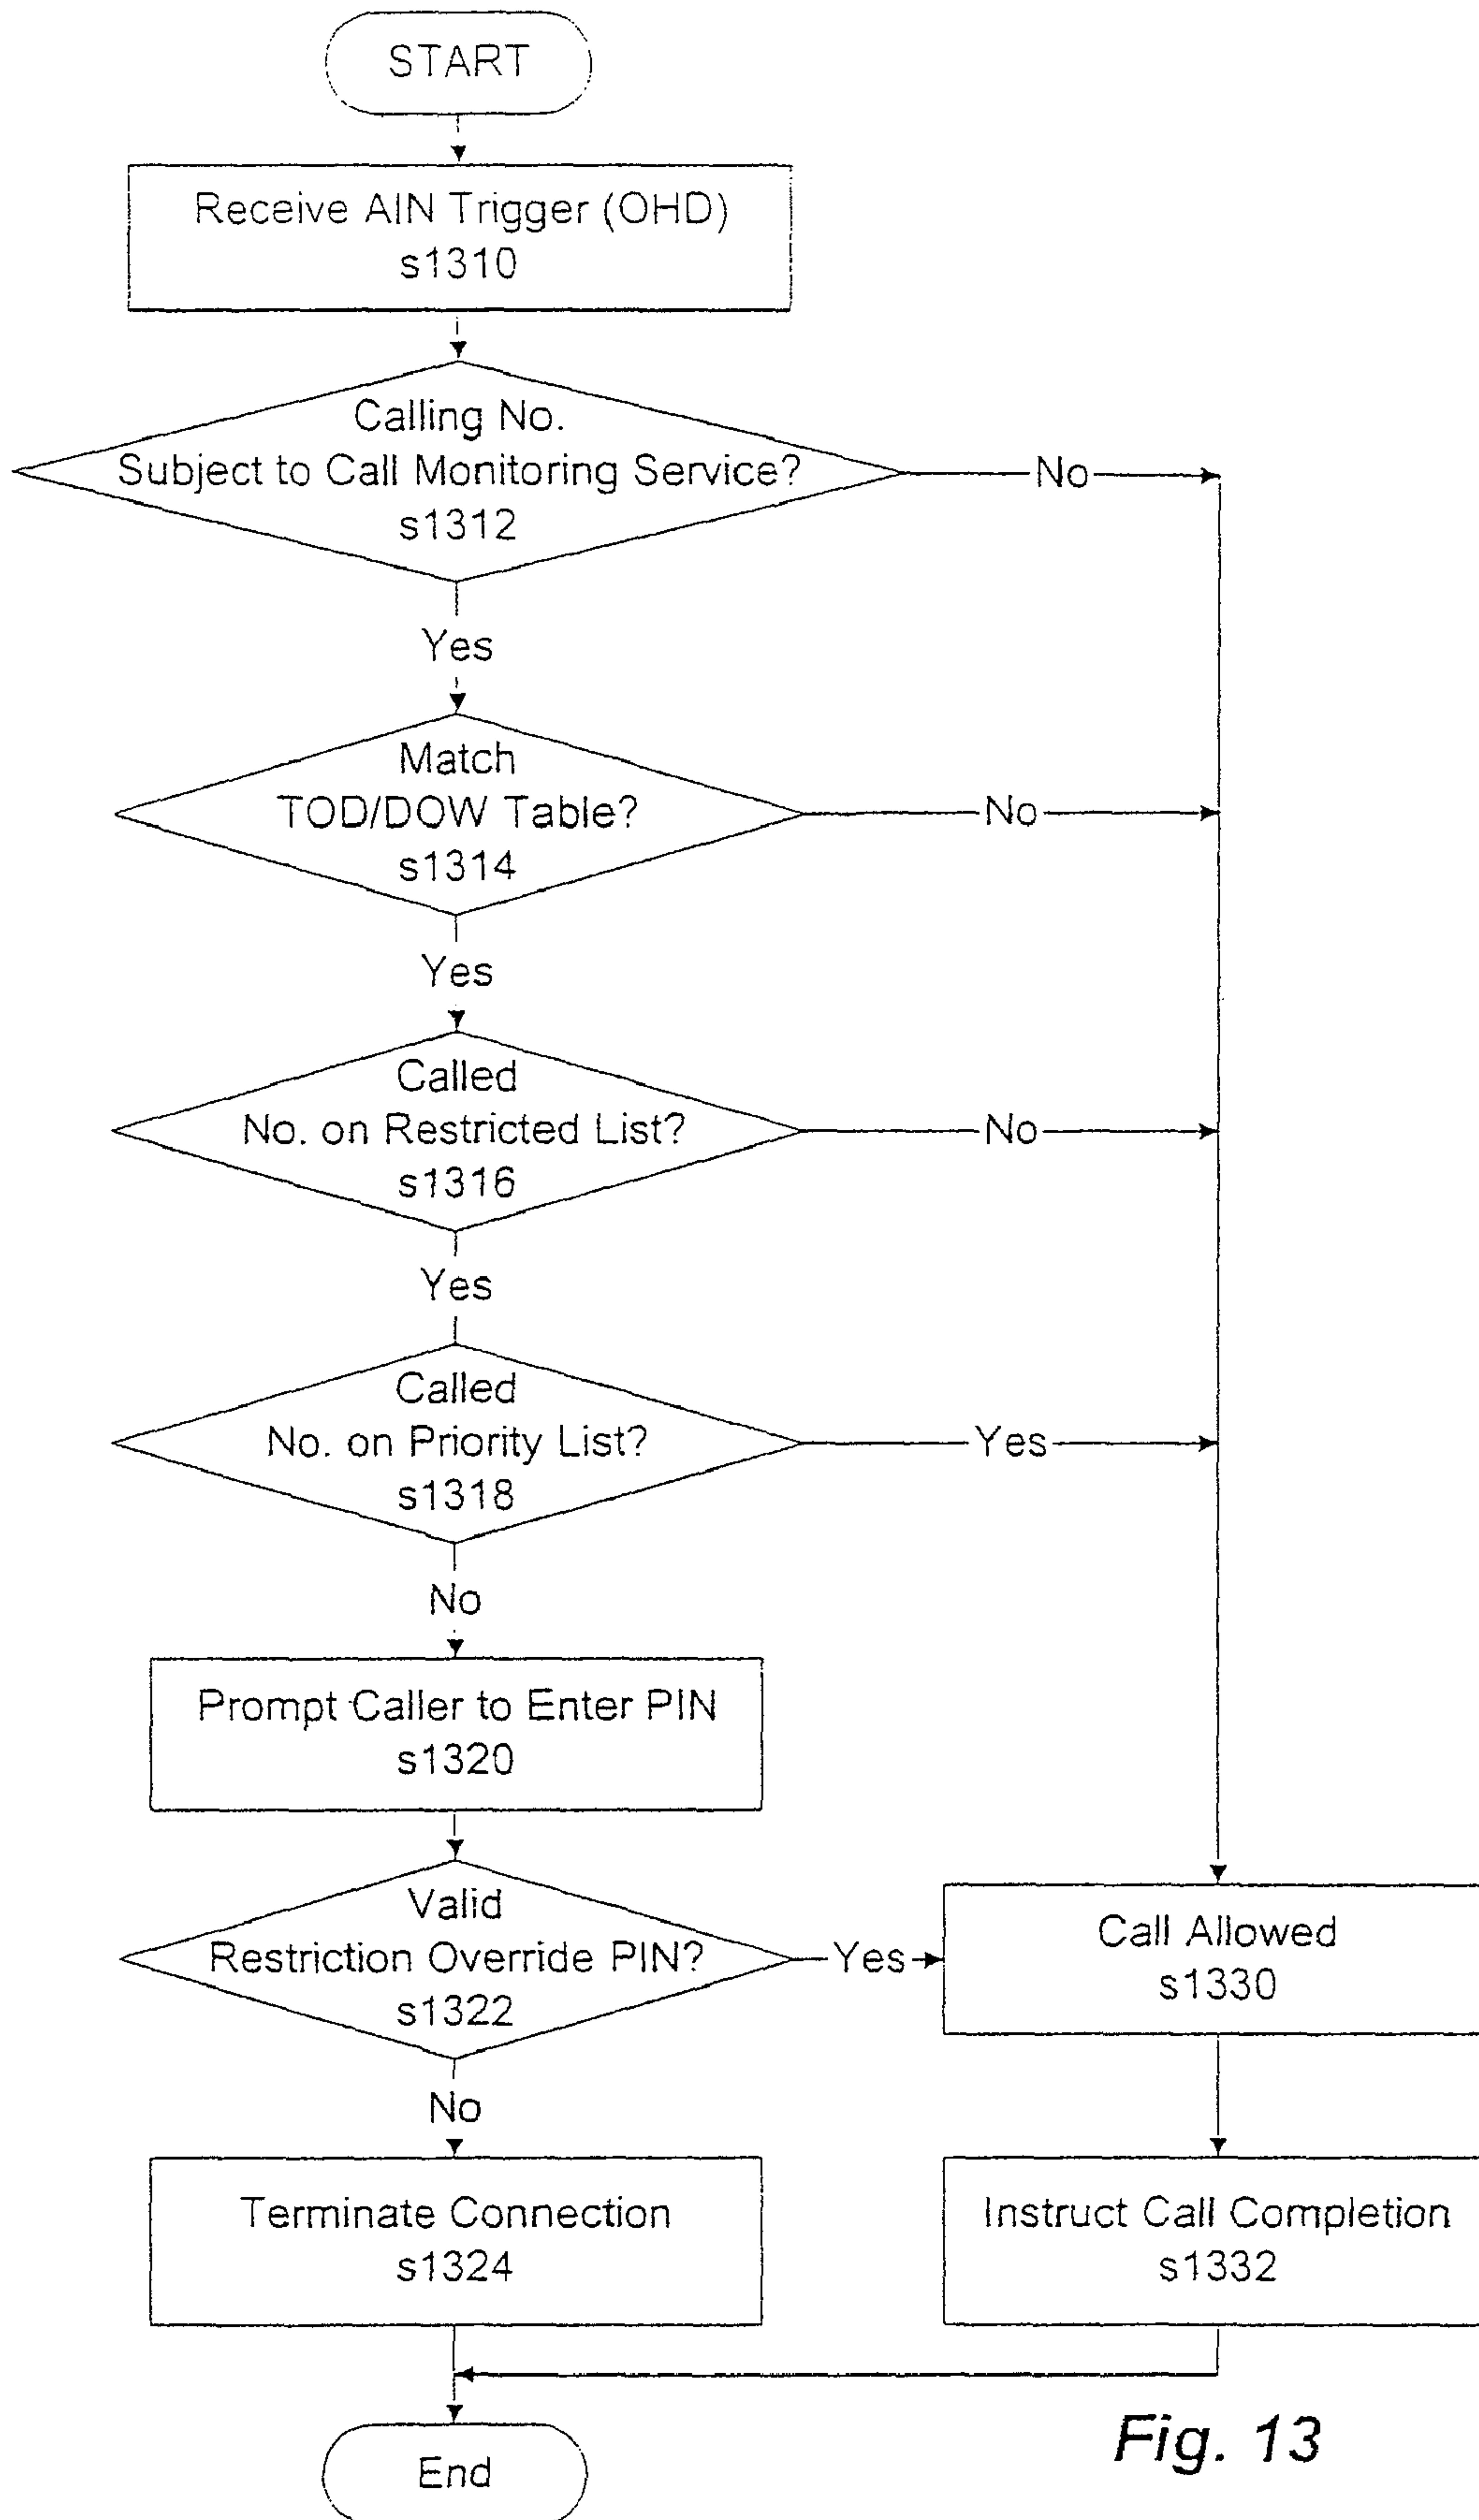 START
Receive AIN Trigger (OHD)
s1310
Calling No.
Subject to Call Monitoring Service?
s1312
No
Yes
Match
TOD/DOW Table?
s1314
No
Yes
Called
No. on Restricted List?
s1316
No
Yes
Called
No. on Priority List?
s1318
Yes
No
Prompt Caller to Enter PIN
s1320
Valid
Restriction Override PIN?
s1322
Yes
Call Allowed
s1330
No
Terminate Connection
s1324
Instruct Call Completion
s1332
End
Fig. 13